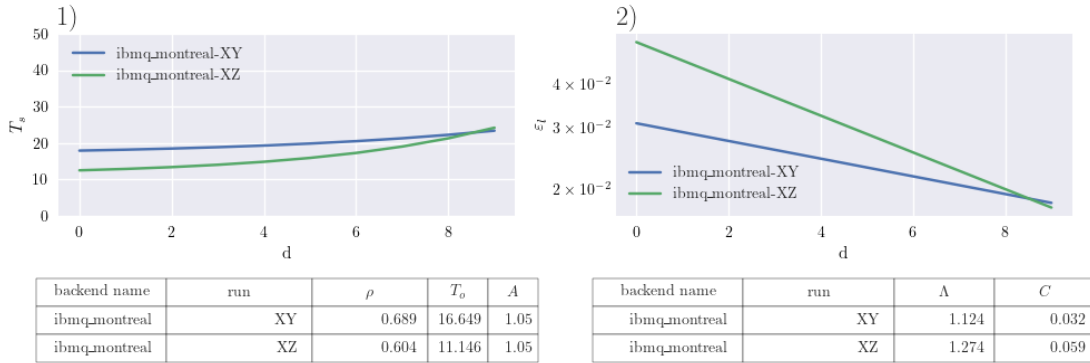 1)
50
40
30
20
10
0
T_s
ibmq_montreal-XY
ibmq_montreal-XZ
0 2 4 6 8
d
2)
4 × 10⁻²
3 × 10⁻²
2 × 10⁻²
ε_l
ibmq_montreal-XY
ibmq_montreal-XZ
0 2 4 6 8
d
backend name run ρ T_o A
ibmq_montreal XY 0.689 16.649 1.05
ibmq_montreal XZ 0.604 11.146 1.05
backend name run Λ C
ibmq_montreal XY 1.124 0.032
ibmq_montreal XZ 1.274 0.059